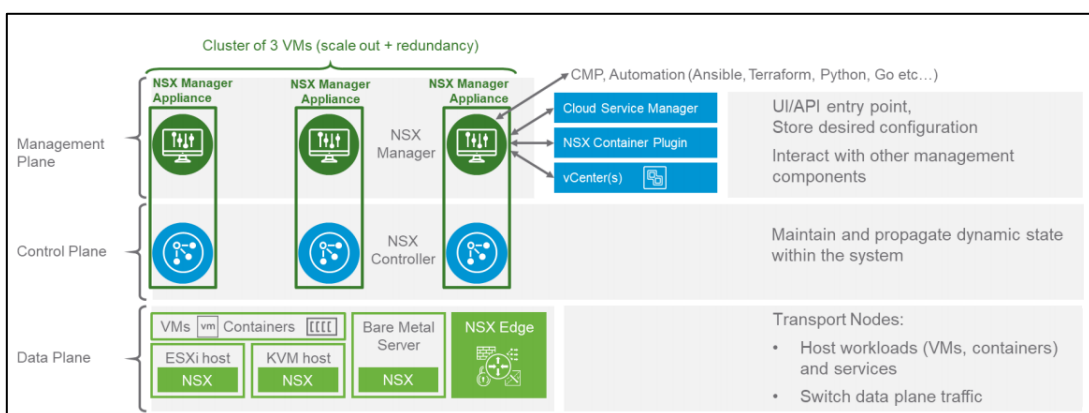 Cluster of 3 VMs (scale out + redundancy)
NSX Manager
Appliance
NSX Manager
Appliance
NSX Manager
Appliance
CMP, Automation (Ansible, Terraform, Python, Go etc…)
Management
Plane
NSX
Manager
Cloud Service Manager
NSX Container Plugin
vCenter(s)
UI/API entry point,
Store desired configuration
Interact with other management
components
Control Plane
NSX
Controller
Maintain and propagate dynamic state
within the system
Data Plane
VMs vm Containers
ESXi host
NSX
KVM host
NSX
Bare Metal
Server
NSX
NSX Edge
Transport Nodes:
• Host workloads (VMs, containers)
and services
• Switch data plane traffic